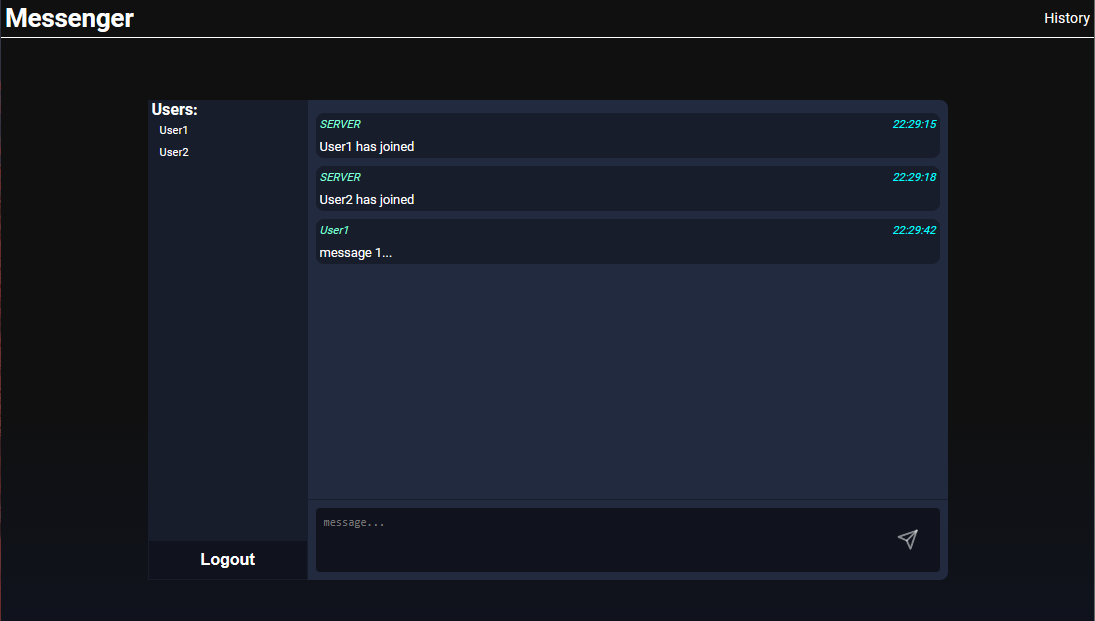 Messenger
History
Users:
User1
User2
Logout
SERVER 22:29:15
User1 has joined
SERVER 22:29:18
User2 has joined
User1 22:29:42
message 1...
message...